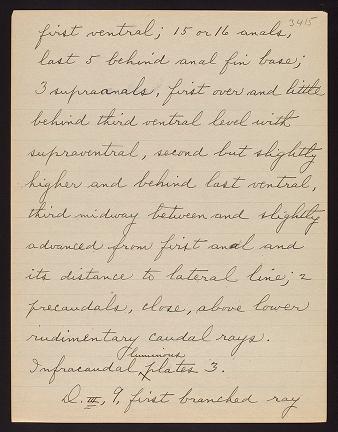 3415
first ventral; 15 or 16 anals,
last 5 behind anal fin base;
3 supraanals, first over and little
behind third ventral level with
supraventral, second but slightly
higher and behind last ventral,
third midway between and slightly
advanced from first anal and
its distance to lateral line; 2
precaudals, close, above lower
rudimentary caudal rays.
luminous
Infracaudal, plates 3.
D. III, 9, first branched ray